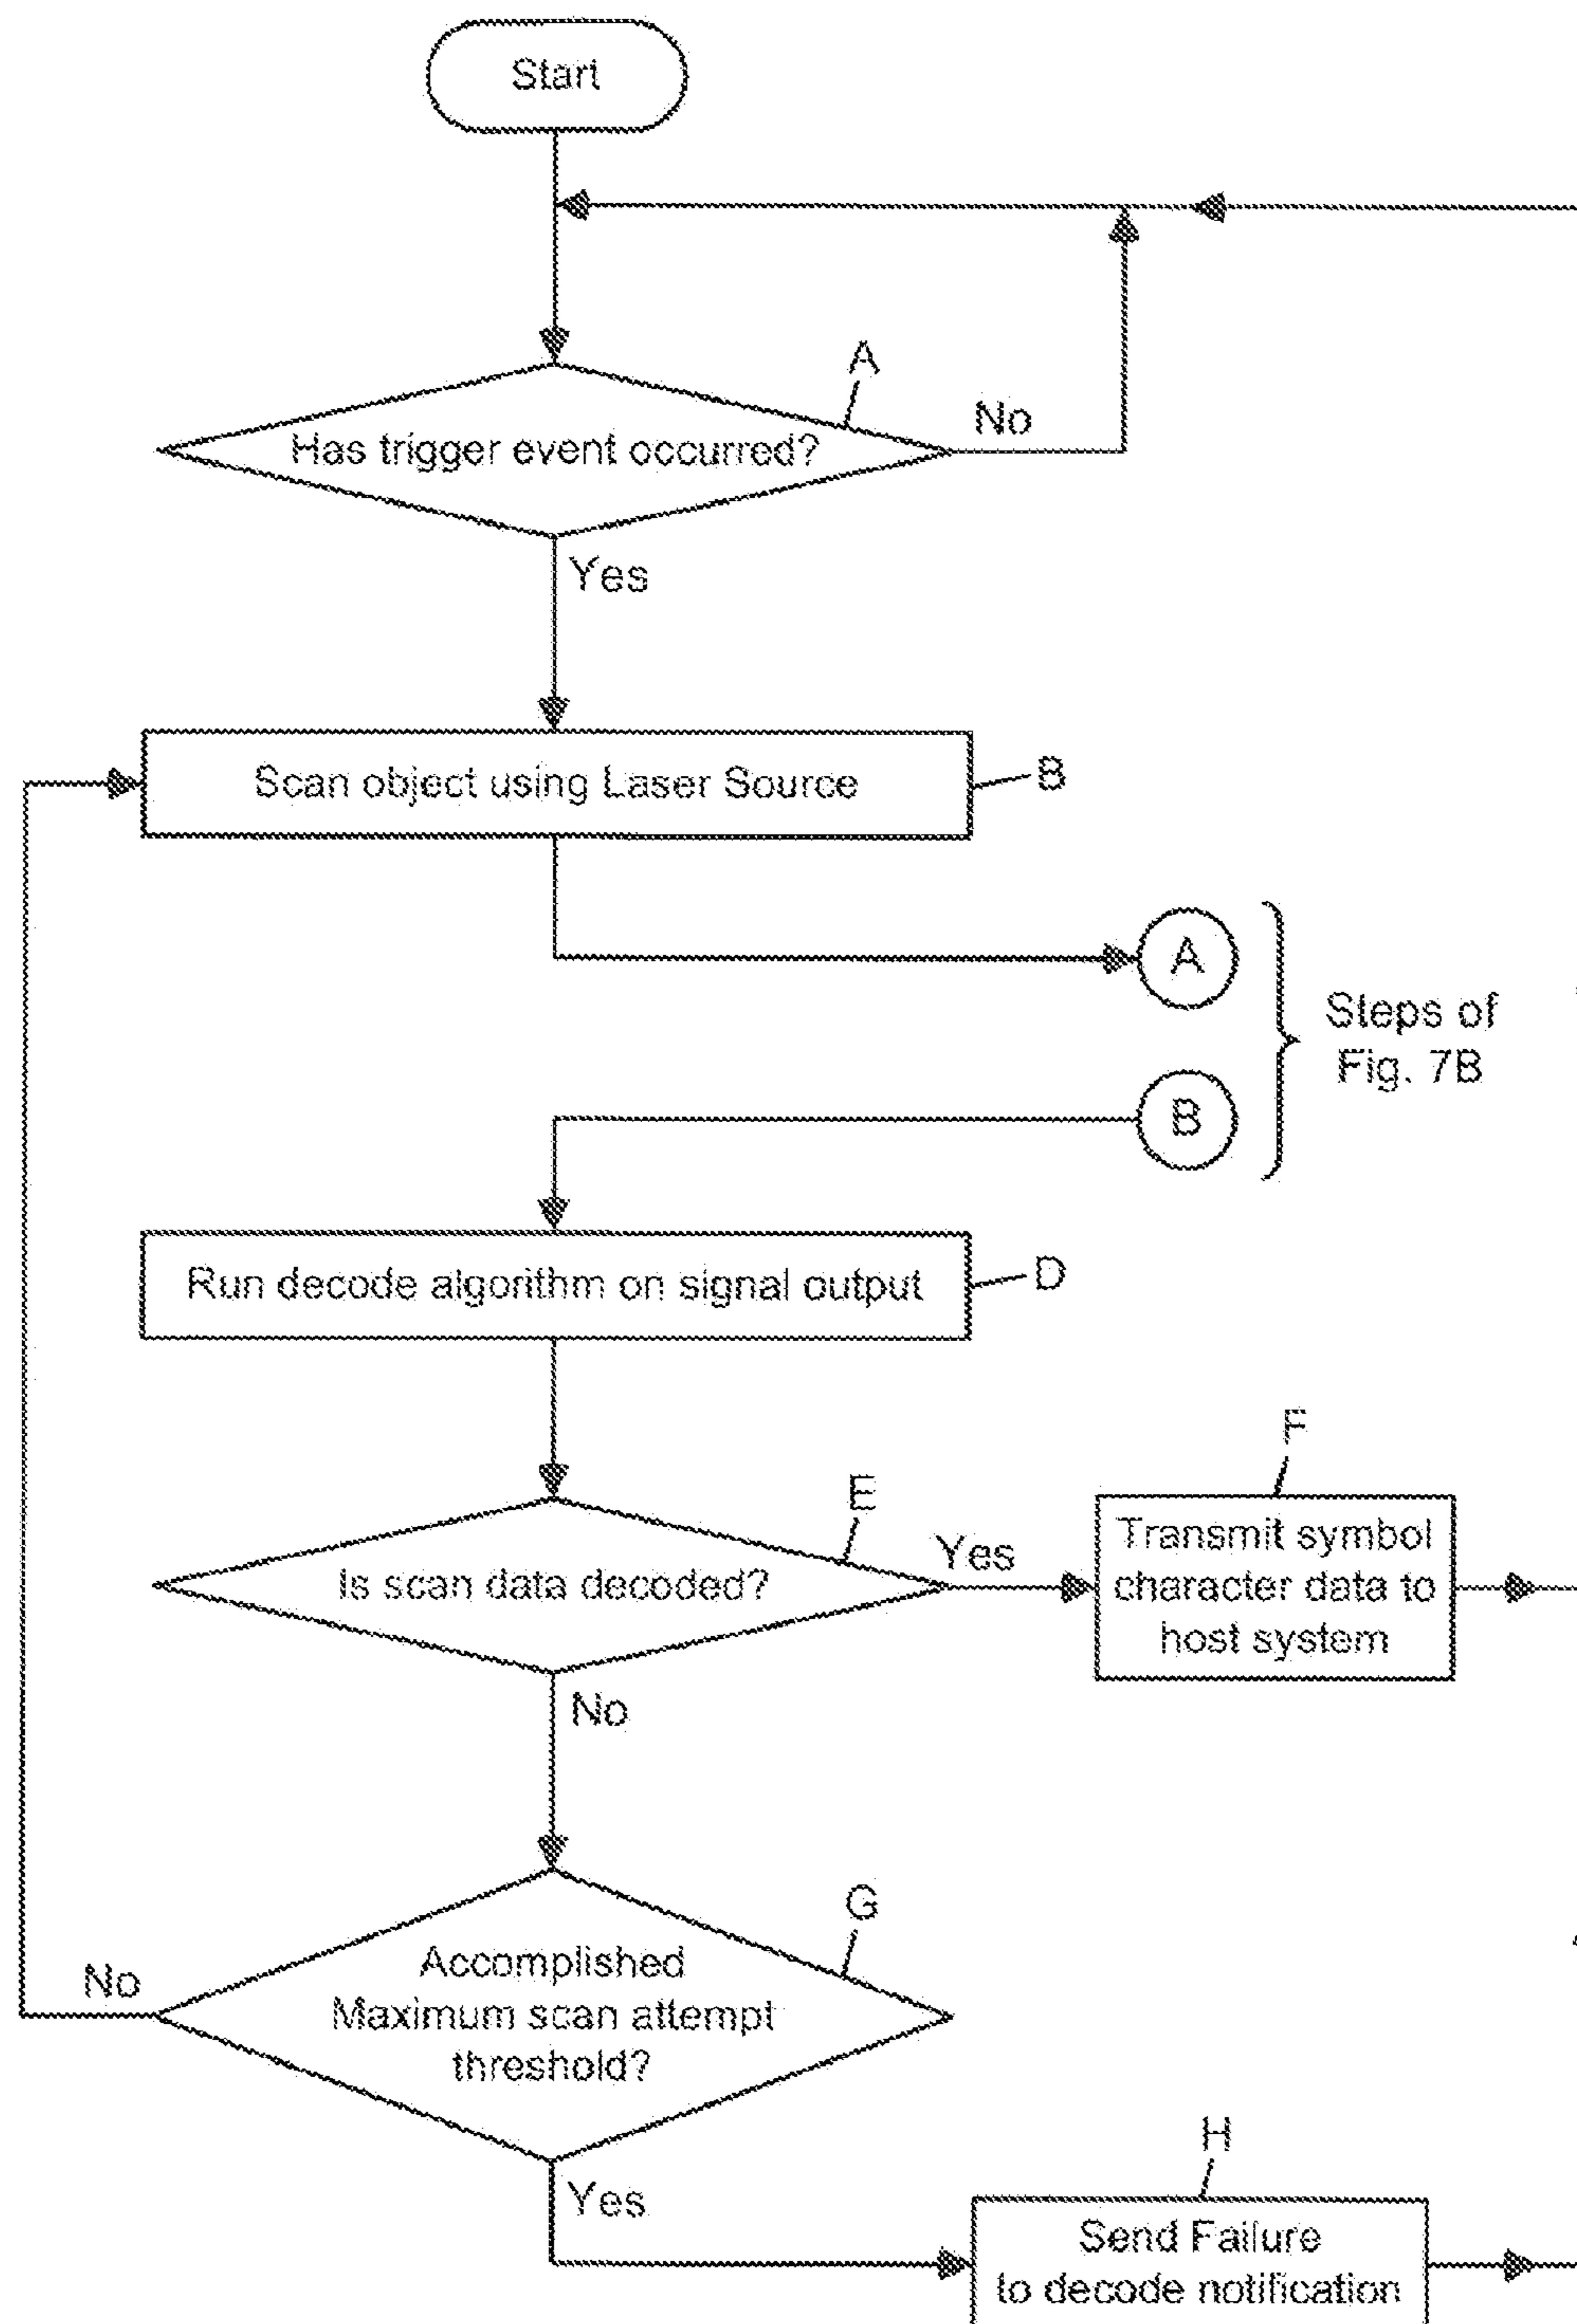 Start
A
Has trigger event occurred?
No
Yes
Scan object using Laser Source
B
A
Steps of
Fig. 7B
B
Run decode algorithm on signal output
D
E
Is scan data decoded?
Yes
F
Transmit symbol
character data to
host system
No
G
Accomplished
Maximum scan attempt
threshold?
No
Yes
H
Send Failure
to decode notification